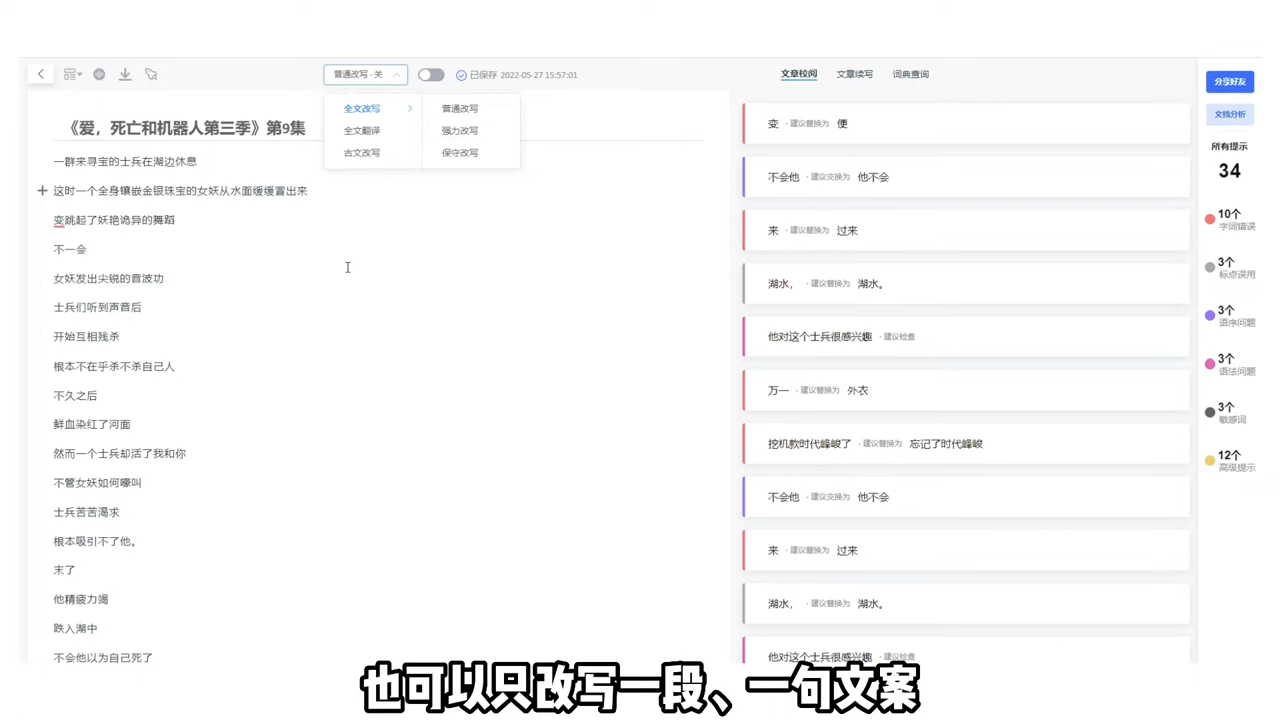 普通改写 - 关
已保存 2022-05-27 15:57:01
文章校阅
文章续写
词典查询
分享好友
文档分析
全文改写
全文翻译
古文改写
普通改写
强力改写
保守改写
《爱，死亡和机器人第三季》第9集
一群来寻宝的士兵在湖边休息
这时一个全身镶嵌金银珠宝的女妖从水面缓缓冒出来
变跳起了妖艳诡异的舞蹈
不一会
女妖发出尖锐的音波功
士兵们听到声音后
开始互相残杀
根本不在乎杀不杀自己人
不久之后
鲜血染红了河面
然而一个士兵却活了我和你
不管女妖如何嚎叫
士兵苦苦渴求
根本吸引不了他。
末了
他精疲力竭
跌入湖中
不会他以为自己死了
变 · 建议替换为 便
不会他 · 建议交换为 他不会
来 · 建议替换为 过来
湖水， · 建议替换为 湖水。
他对这个士兵很感兴趣 · 建议检查
万一 · 建议替换为 外衣
挖机款时代峰峻了 · 建议替换为 忘记了时代峰峻
不会他 · 建议交换为 他不会
来 · 建议替换为 过来
湖水， · 建议替换为 湖水。
他对这个士兵很感兴趣 · 建议检查
所有提示
34
10个
字词错误
3个
标点误用
3个
语序问题
3个
语法问题
3个
敏感词
12个
高级提示
也可以只改写一段、一句文案